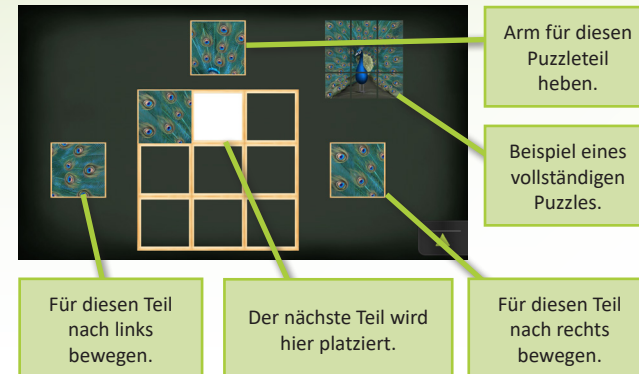 Arm für diesen
Puzzleteil
heben.
Beispiel eines
vollständigen
Puzzles.
Für diesen Teil
nach links
bewegen.
Der nächste Teil wird
hier platziert.
Für diesen Teil
nach rechts
bewegen.